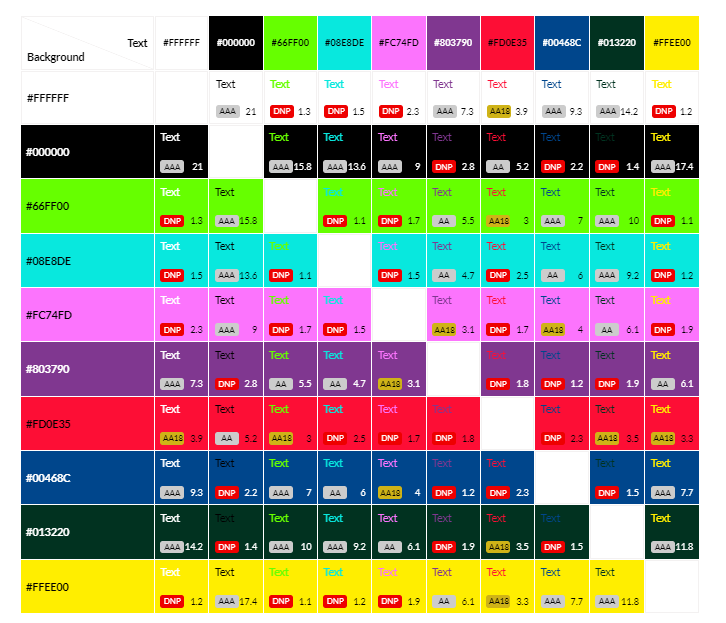 Text #FFFFFF #000000 #66FF00 #08E8DE #FC74FD #803790 #FD0E35 #00468C #013220 #FFEE00
Background
Text Text Text Text Text Text Text Text Text
#FFFFFF
AAA 21 DNP 1.3 DNP 1.5 DNP 2.3 AAA 7.3 AA18 3.9 AAA 9.3 AAA 14.2 DNP 1.2
Text Text Text Text Text Text Text Text Text
#000000
AAA 21 AAA 15.8 AAA 13.6 AAA 9 DNP 2.8 AA 5.2 DNP 2.2 DNP 1.4 AAA 17.4
Text Text Text Text Text Text Text Text Text
#66FF00
DNP 1.3 AAA 15.8 DNP 1.1 DNP 1.7 AA 5.5 AA18 3 AAA 7 AAA 10 DNP 1.1
Text Text Text Text Text Text Text Text Text
#08E8DE
DNP 1.5 AAA 13.6 DNP 1.1 DNP 1.5 AA 4.7 DNP 2.5 AA 6 AAA 9.2 DNP 1.2
Text Text Text Text Text Text Text Text Text
#FC74FD
DNP 2.3 AAA 9 DNP 1.7 DNP 1.5 AA18 3.1 DNP 1.7 AA18 4 AA 6.1 DNP 1.9
Text Text Text Text Text Text Text Text Text
#803790
AAA 7.3 DNP 2.8 AA 5.5 AA 4.7 AA18 3.1 DNP 1.8 DNP 1.2 DNP 1.9 AA 6.1
Text Text Text Text Text Text Text Text Text
#FD0E35
AA18 3.9 AA 5.2 AA18 3 DNP 2.5 DNP 1.7 DNP 1.8 DNP 2.3 AA18 3.5 AA18 3.3
Text Text Text Text Text Text Text Text Text
#00468C
AAA 9.3 DNP 2.2 AAA 7 AA 6 AA18 4 DNP 1.2 DNP 2.3 DNP 1.5 AAA 7.7
Text Text Text Text Text Text Text Text Text
#013220
AAA 14.2 DNP 1.4 AAA 10 AAA 9.2 AA 6.1 DNP 1.9 AA18 3.5 DNP 1.5 AAA 11.8
Text Text Text Text Text Text Text Text Text
#FFEE00
DNP 1.2 AAA 17.4 DNP 1.1 DNP 1.2 DNP 1.9 AA 6.1 AA18 3.3 AAA 7.7 AAA 11.8